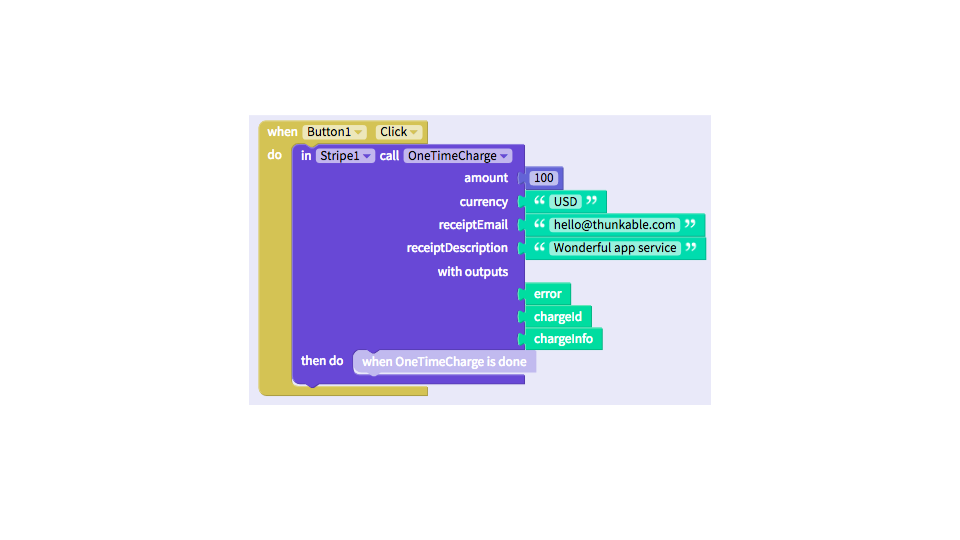 when Button1 Click
do in Stripe1 call OneTimeCharge
amount 100
currency “ USD ”
receiptEmail “ hello@thunkable.com ”
receiptDescription “ Wonderful app service ”
with outputs
error
chargeId
chargeInfo
then do when OneTimeCharge is done